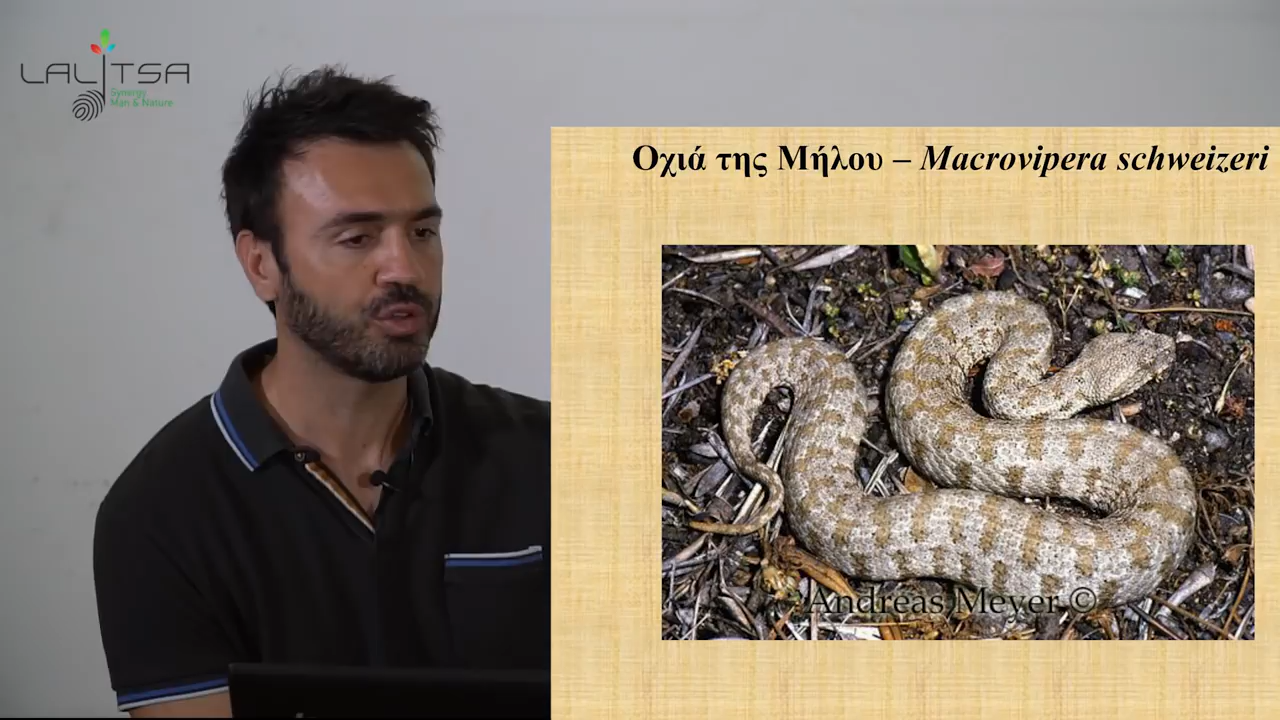 LALITSA
Synergy
Man & Nature
Οχιά της Μήλου – Macrovipera schweizeri
Andreas Meyer ©